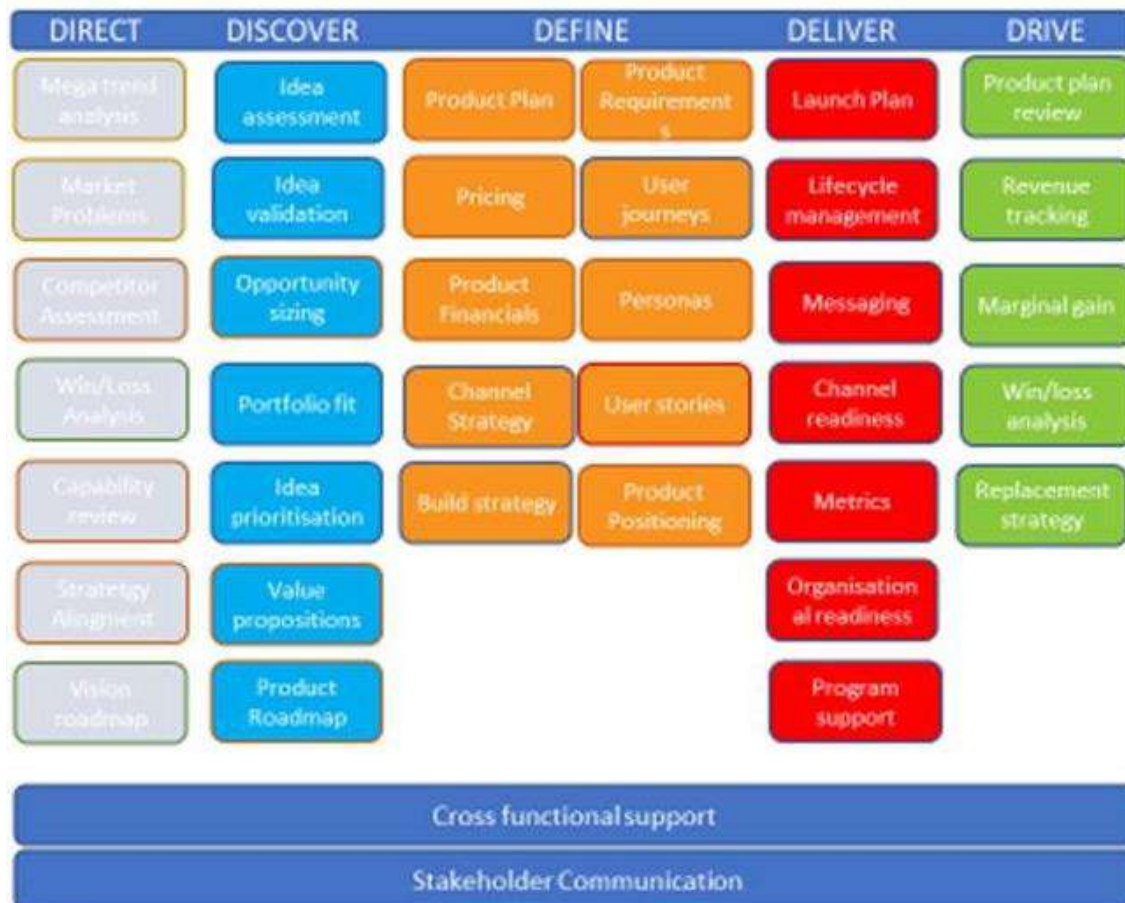 DIRECT
DISCOVER
DEFINE
DELIVER
DRIVE
Mega trend
analysis
Market
Problems
Competitor
Assessment
Win/Loss
Analysis
Capability
review
Stratetgy
Alingment
Vision
roadmap
Idea
assessment
Idea
validation
Opportunity
sizing
Portfolio fit
Idea
prioritisation
Value
propositions
Product
Roadmap
Product Plan
Pricing
Product
Financials
Channel
Strategy
Build strategy
Product
Requirement
s
User
journeys
Personas
User stories
Product
Positioning
Launch Plan
Lifecycle
management
Messaging
Channel
readiness
Metrics
Organisation
al readiness
Program
support
Product plan
review
Revenue
tracking
Marginal gain
Win/loss
analysis
Replacement
strategy
Cross functional support
Stakeholder Communication